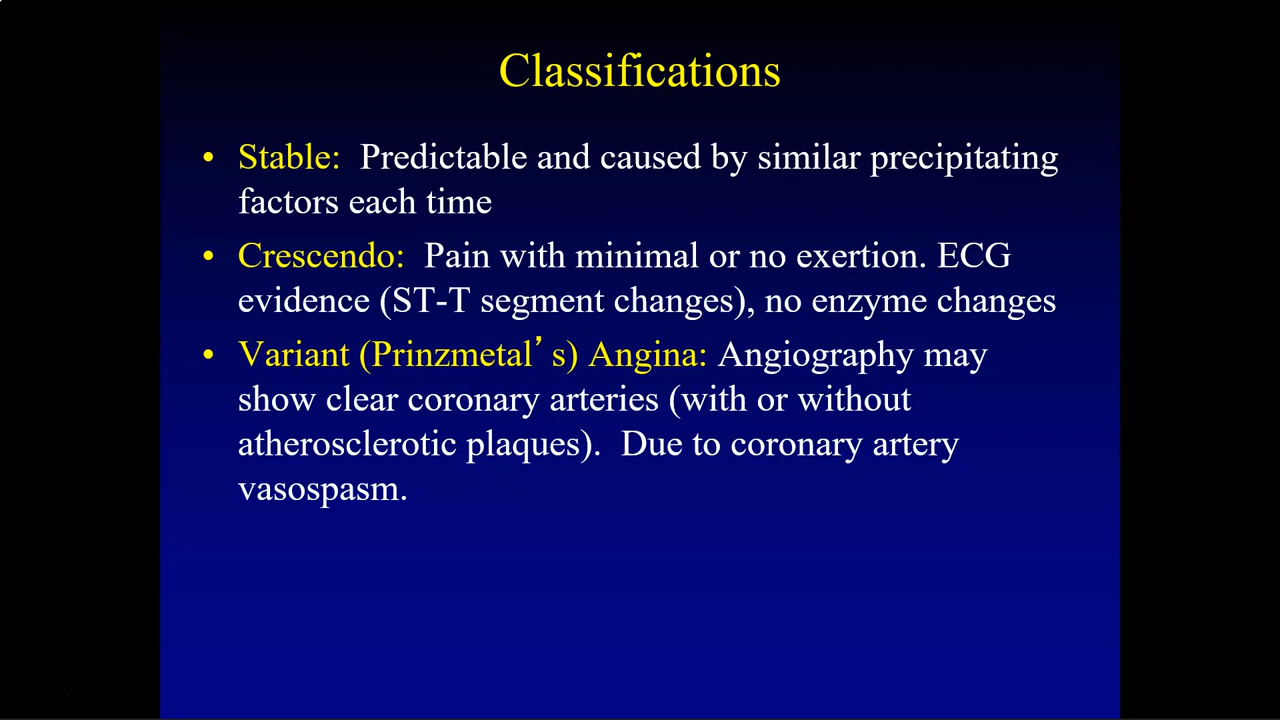 Classifications
• Stable: Predictable and caused by similar precipitating
factors each time
• Crescendo: Pain with minimal or no exertion. ECG
evidence (ST-T segment changes), no enzyme changes
• Variant (Prinzmetal’s) Angina: Angiography may
show clear coronary arteries (with or without
atherosclerotic plaques). Due to coronary artery
vasospasm.